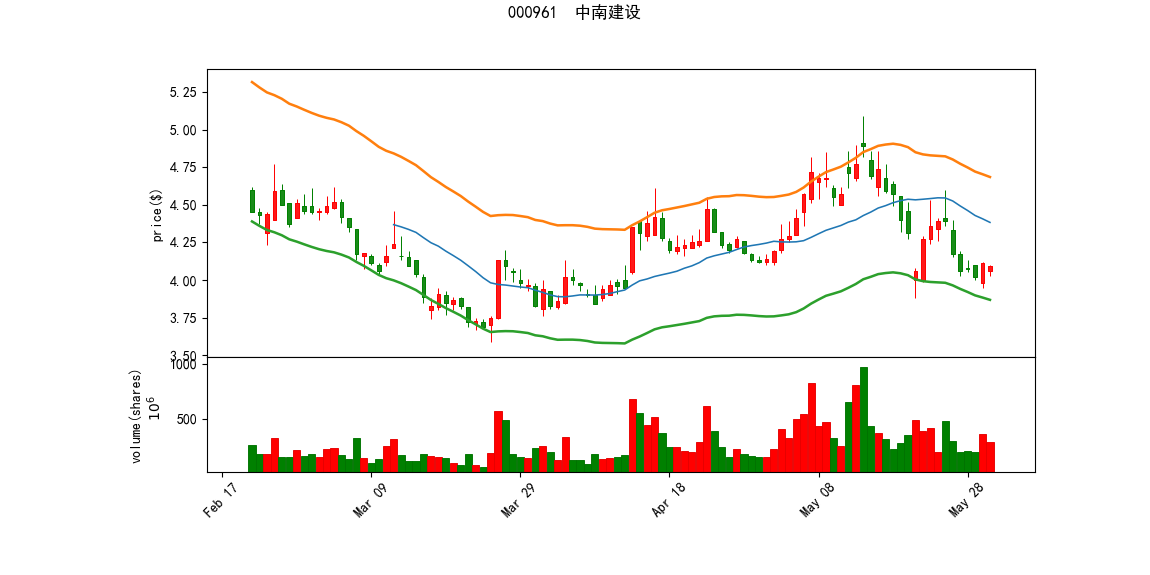 000961 中南建设
price($)
5.25
5.00
4.75
4.50
4.25
4.00
3.75
3.50
volume(shares)
10^6
1000
500
Feb 17
Mar 09
Mar 29
Apr 18
May 08
May 28